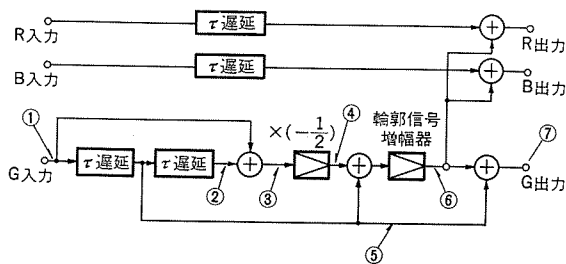 R入力
τ遅延
R出力
B入力
τ遅延
B出力
①
G入力
τ遅延
τ遅延
②
③
×(-1/2)
④
輪郭信号
増幅器
⑥
⑦
G出力
⑤